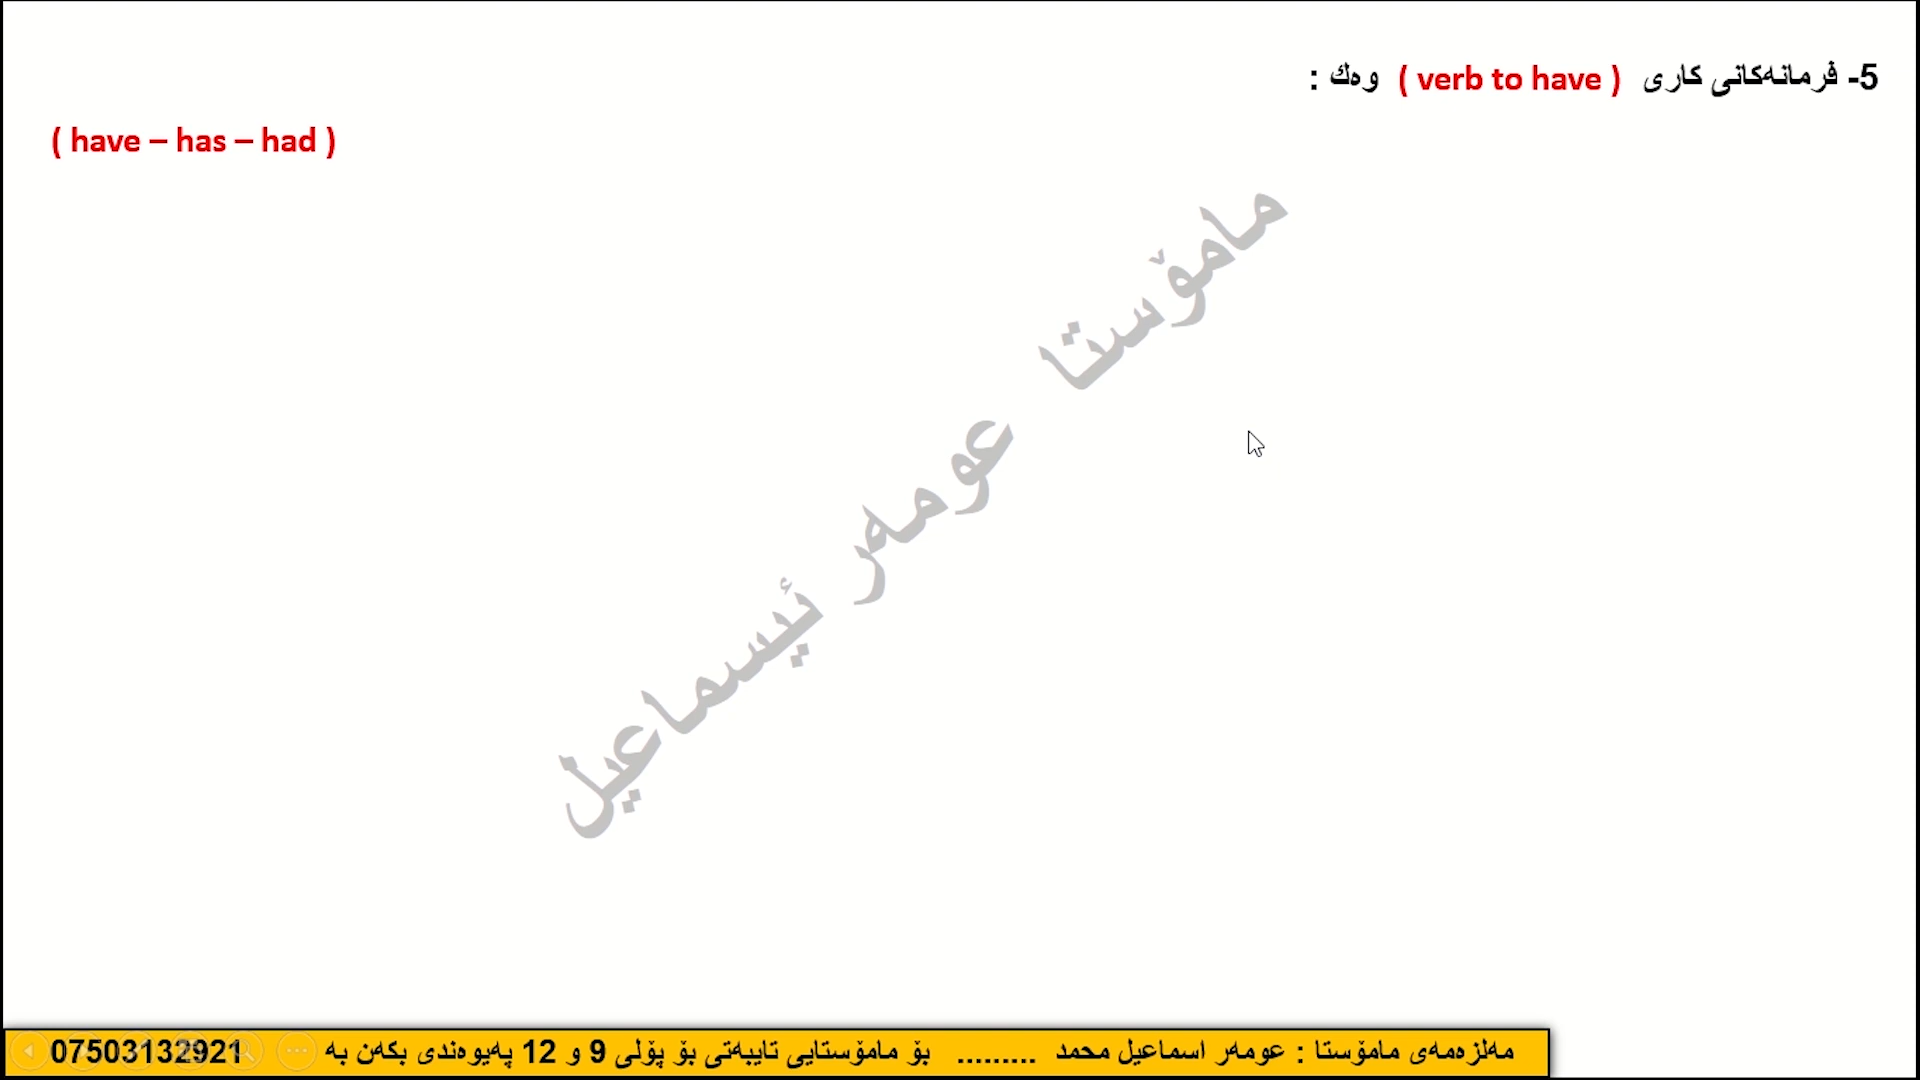 5- فرمانەکانی کاری ( verb to have ) وەك :
( have – has – had )
مامۆستا عومەر ئیسماعیل
مەلزەمەی مامۆستا : عومەر اسماعیل محمد ......... بۆ مامۆستایی تایبەتی بۆ پۆلی 9 و 12 پەیوەندی بکەن بە 07503132921